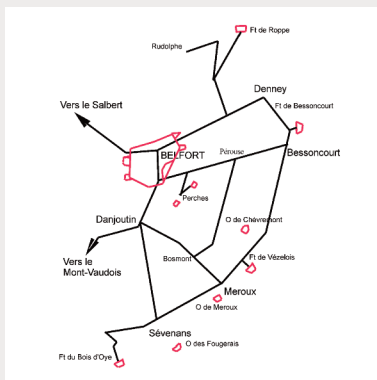 Ft de Roppe
Rudolphe
Denney
Vers le Salbert
Ft de Bessoncourt
BELFORT
Pérouse
Bessoncourt
Perches
Danjoutin
O de Chévremont
Vers le
Mont-Vaudois
Bosmont
Ft de Vézelois
Meroux
O de Meroux
Sévenans
O des Fougerais
Ft du Bois d'Oye